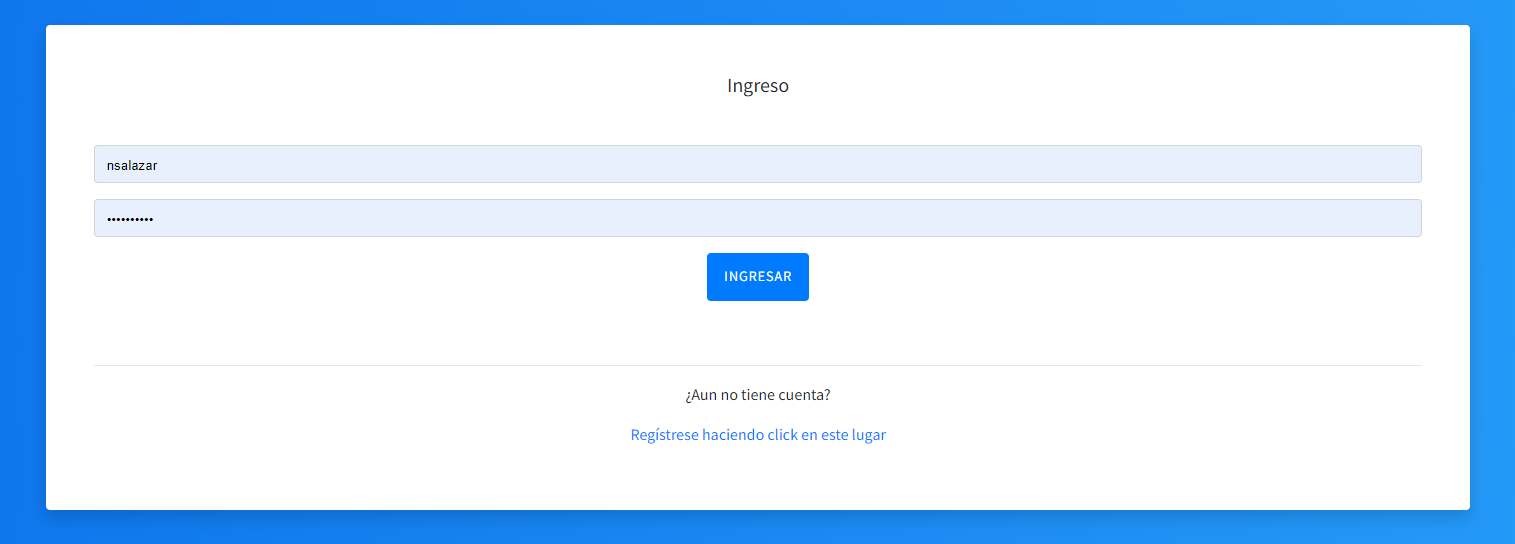 Ingreso
nsalazar
••••••••••
INGRESAR
¿Aun no tiene cuenta?
Regístrese haciendo click en este lugar